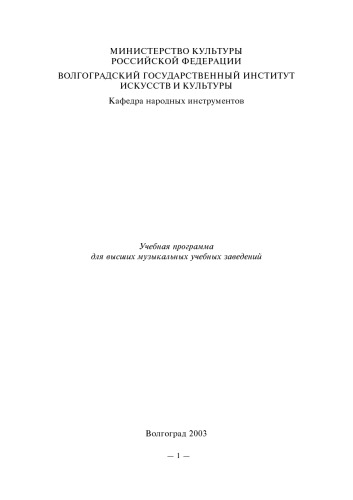 МИНИСТЕРСТВО КУЛЬТУРЫ
РОССИЙСКОЙ ФЕДЕРАЦИИ
ВОЛГОГРАДСКИЙ ГОСУДАРСТВЕННЫЙ ИНСТИТУТ
ИСКУССТВ И КУЛЬТУРЫ
Кафедра народных инструментов
Учебная программа
для высших музыкальных учебных заведений
Волгоград 2003
— 1 —